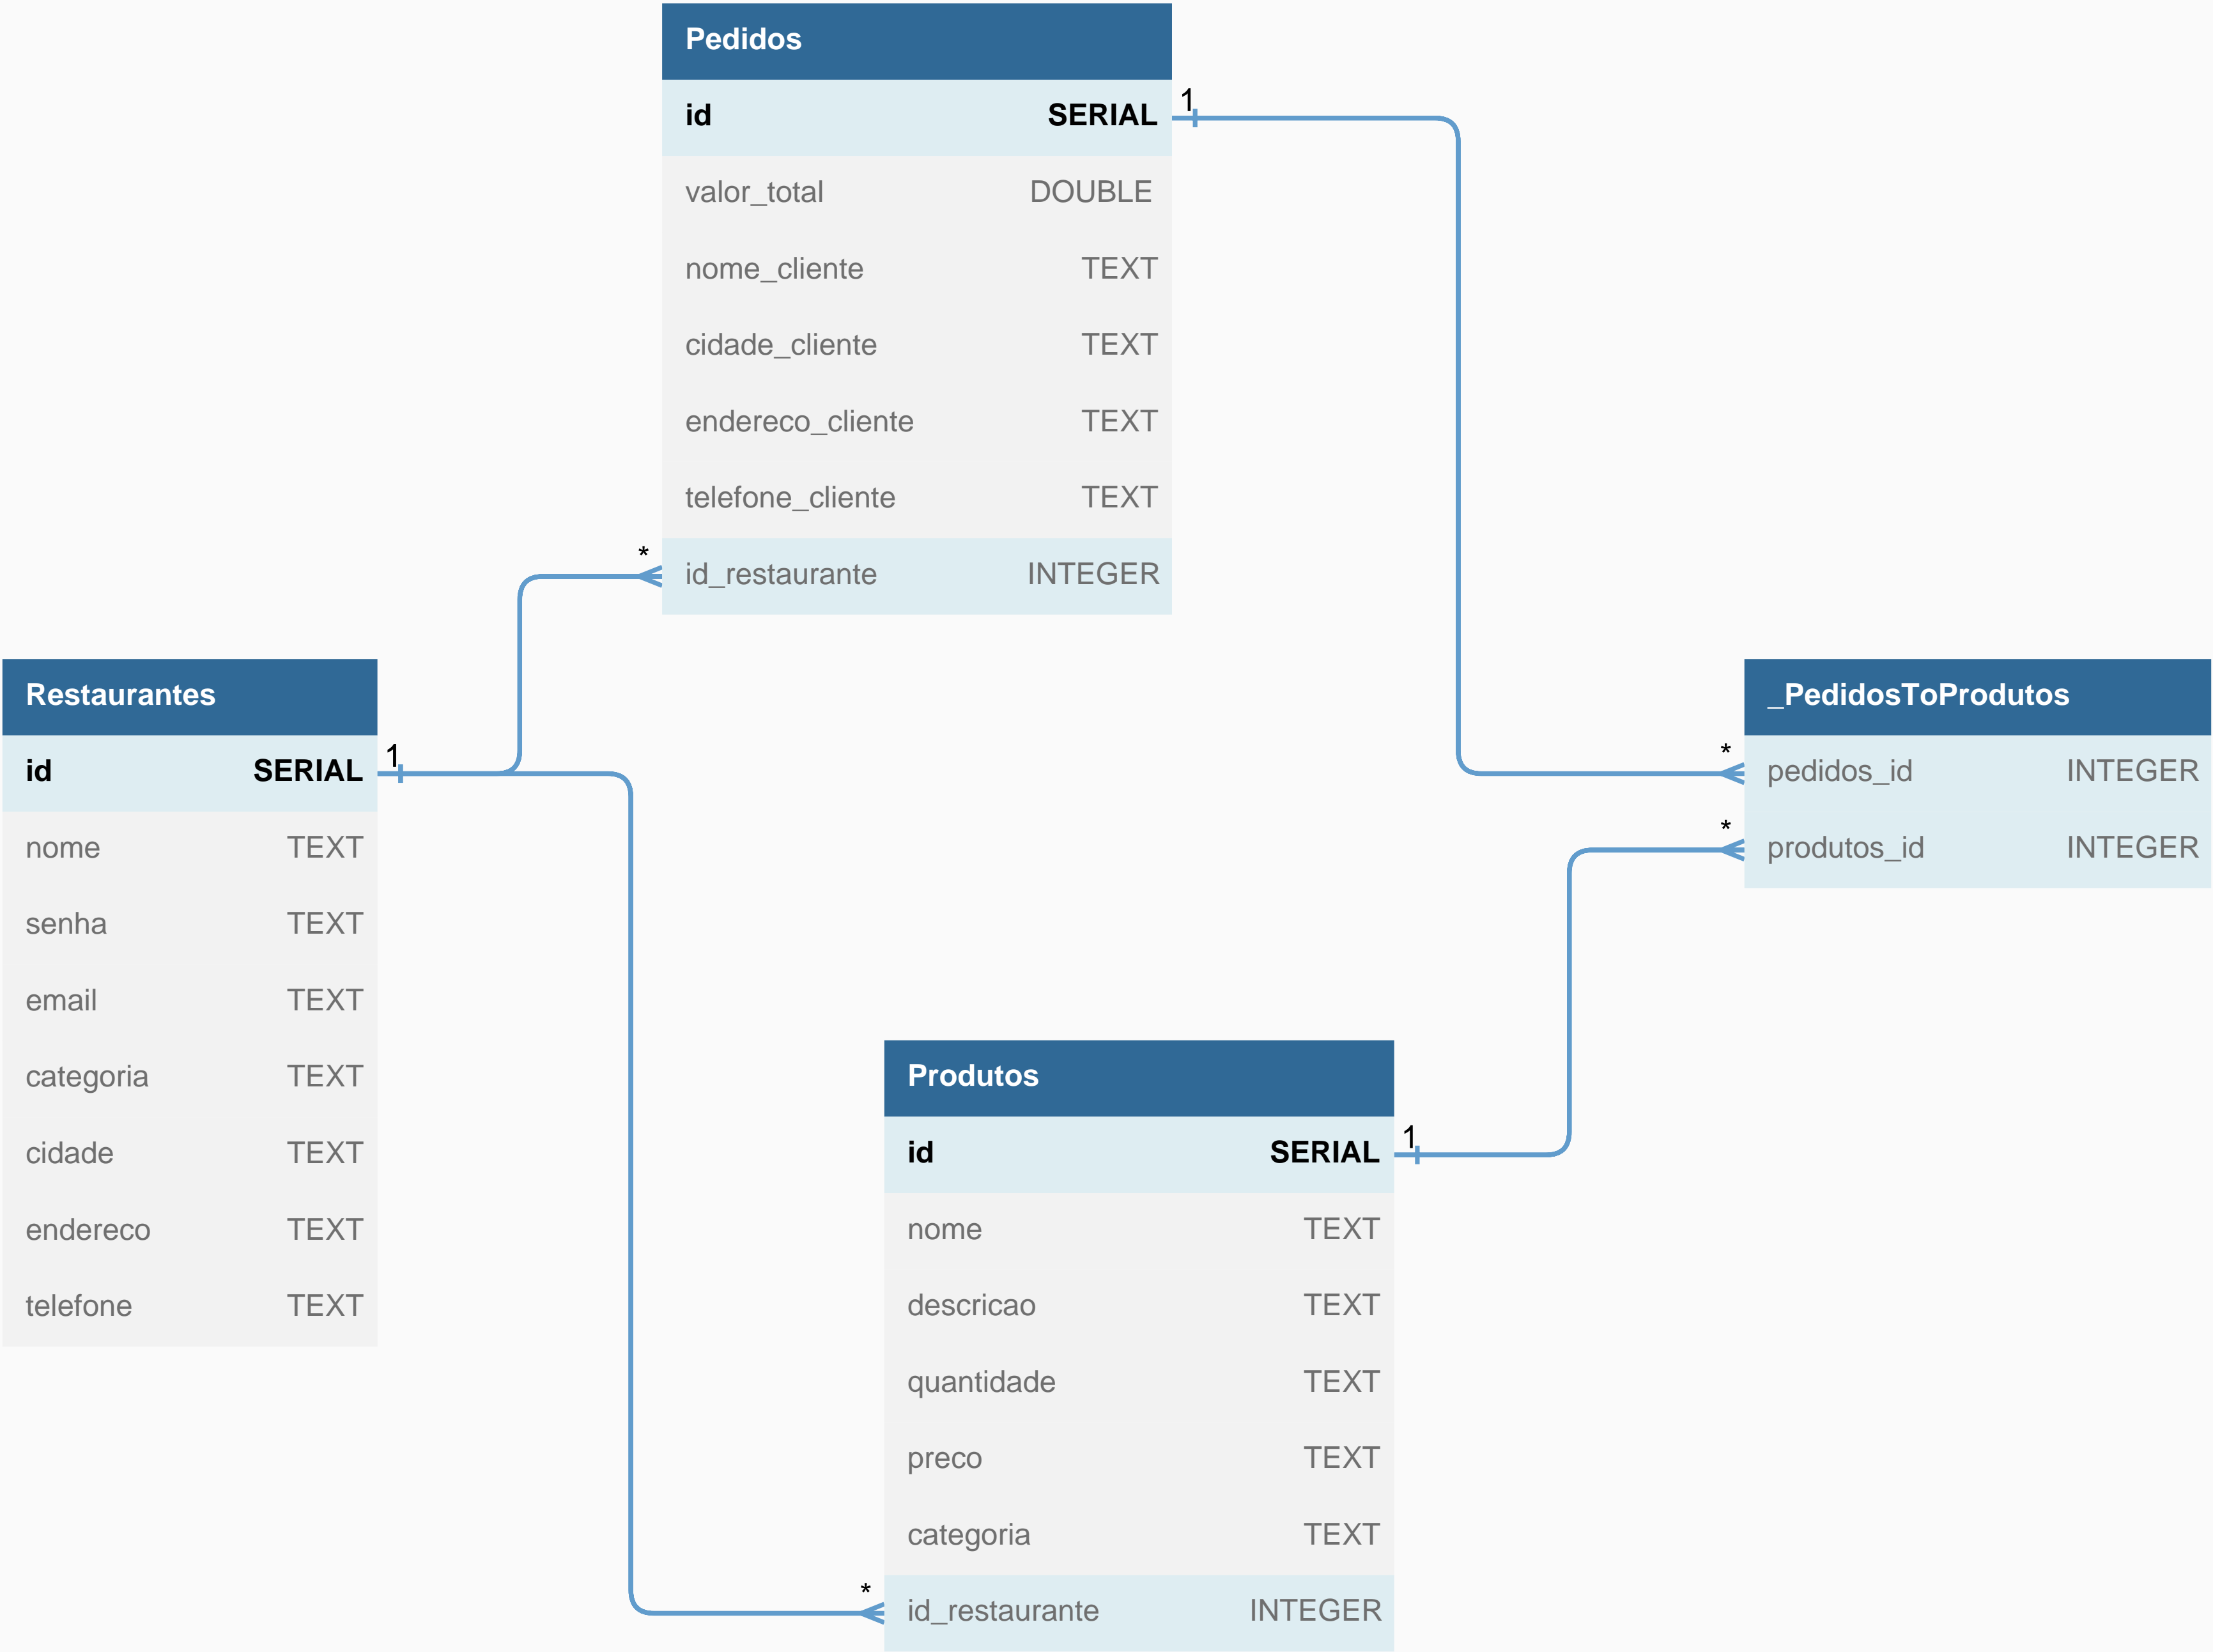 Pedidos
id SERIAL 1
valor_total DOUBLE
nome_cliente TEXT
cidade_cliente TEXT
endereco_cliente TEXT
telefone_cliente TEXT
* id_restaurante INTEGER
Restaurantes
id SERIAL 1
nome TEXT
senha TEXT
email TEXT
categoria TEXT
cidade TEXT
endereco TEXT
telefone TEXT
_PedidosToProdutos
* pedidos_id INTEGER
* produtos_id INTEGER
Produtos
id SERIAL 1
nome TEXT
descricao TEXT
quantidade TEXT
preco TEXT
categoria TEXT
* id_restaurante INTEGER